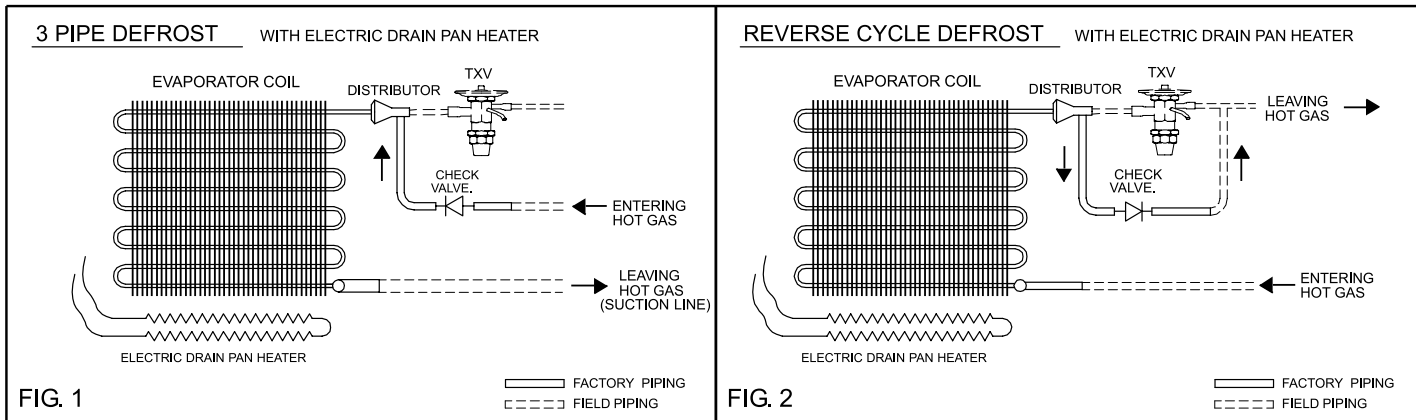 3 PIPE DEFROST WITH ELECTRIC DRAIN PAN HEATER
EVAPORATOR COIL
DISTRIBUTOR
TXV
CHECK
VALVE.
ENTERING
HOT GAS
LEAVING
HOT GAS
(SUCTION LINE)
ELECTRIC DRAIN PAN HEATER
FACTORY PIPING
FIELD PIPING
FIG. 1
REVERSE CYCLE DEFROST WITH ELECTRIC DRAIN PAN HEATER
EVAPORATOR COIL
DISTRIBUTOR
TXV
LEAVING
HOT GAS
CHECK
VALVE.
ENTERING
HOT GAS
ELECTRIC DRAIN PAN HEATER
FACTORY PIPING
FIELD PIPING
FIG. 2